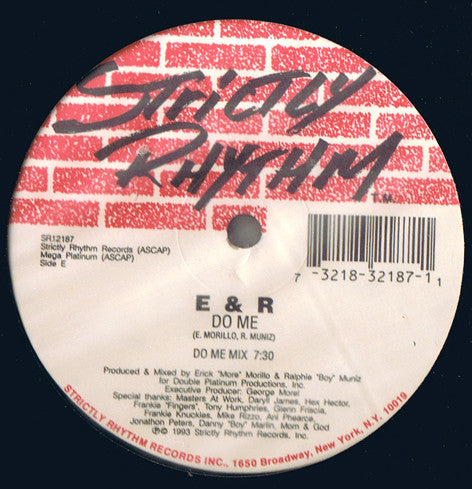 STRICTLY
RHYTHM
T.M.
SR12187
Strictly Rhythm Records (ASCAP)
Mega Platinum (ASCAP)
Side E
7 -3218-32187-1 1
E & R
DO ME
(E. MORILLO, R. MUNIZ)
DO ME MIX 7:30
Produced & Mixed by Erick "More" Morillo & Ralphie "Boy" Muniz
for Double Platinum Productions, Inc.
Executive Producer: George Morel
Special thanks: Masters At Work, Daryll James, Hex Hector,
Frankie "Fingers", Tony Humphries, Glenn Friscia,
Frankie Knuckles, Mike Rizzo, Ani Phearce,
Jonathon Peters, Danny "Boy" Marlin, Mom & God
℗© 1993 Strictly Rhythm Records, Inc.
STRICTLY RHYTHM RECORDS INC., 1650 Broadway, New York, N.Y. 10019